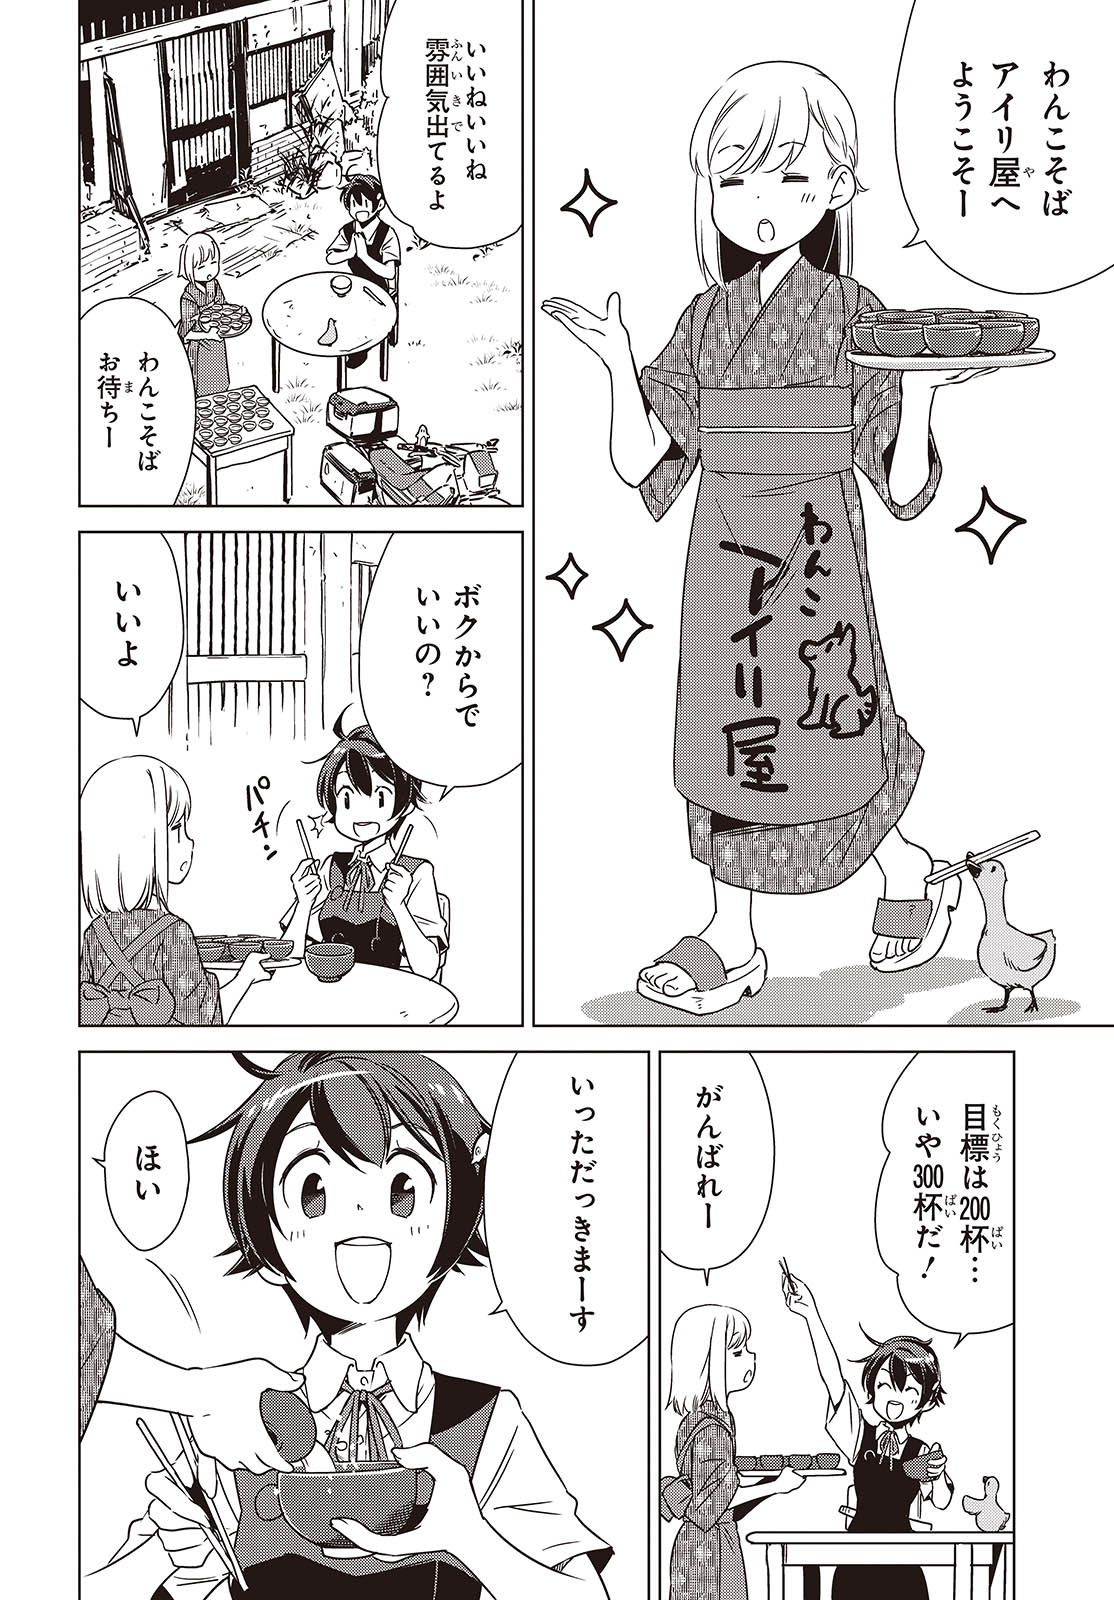 わんこそば
アイリ屋へ
ようこそー
わんこ
アイリ屋
いいねいいね
雰囲気出てるよ
わんこそば
お待ちー
ボクからで
いいの?
いいよ
パチン
目標は200杯…
いや300杯だ!
がんばれー
いっただっきまーす
ほい